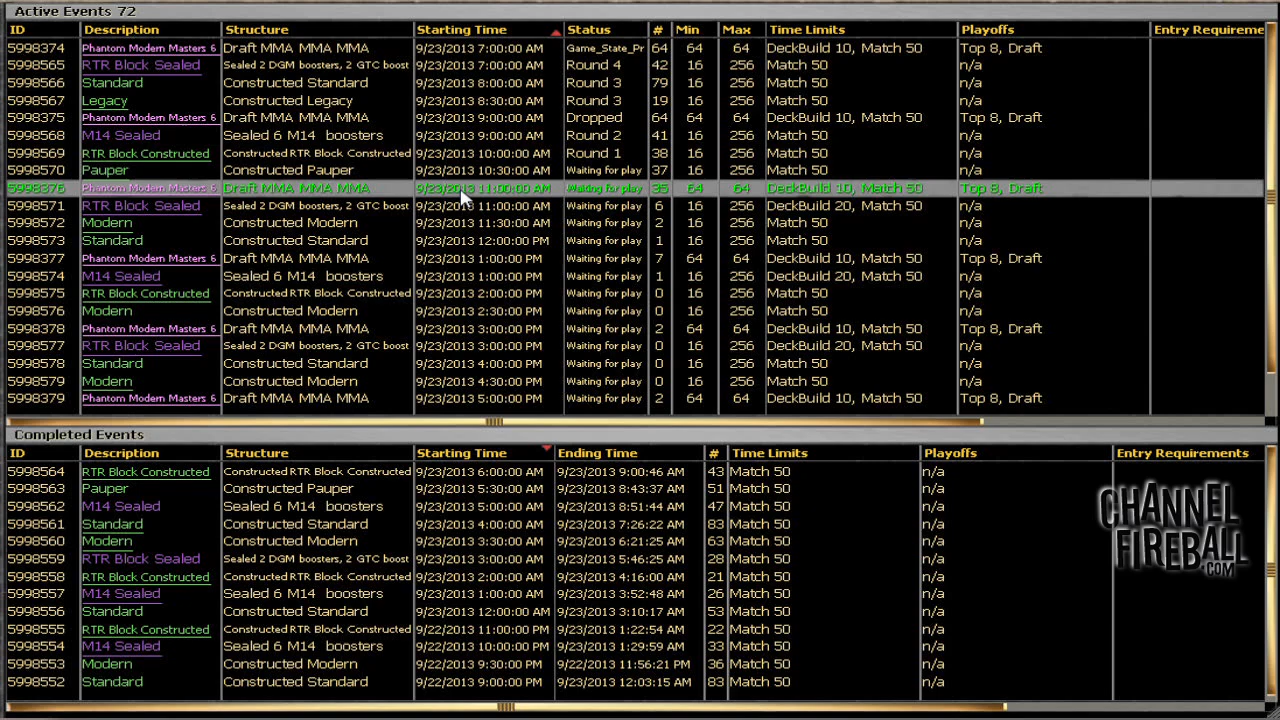 Active Events 72
ID Description Structure Starting Time Status # Min Max Time Limits Playoffs Entry Requireme
5998374 Phantom Modern Masters 6 Draft MMA MMA MMA 9/23/2013 7:00:00 AM Game_State_Pr 64 64 64 DeckBuild 10, Match 50 Top 8, Draft
5998565 RTR Block Sealed Sealed 2 DGM boosters, 2 GTC boost 9/23/2013 7:00:00 AM Round 4 42 16 256 Match 50 n/a
5998566 Standard Constructed Standard 9/23/2013 8:00:00 AM Round 3 79 16 256 Match 50 n/a
5998567 Legacy Constructed Legacy 9/23/2013 8:30:00 AM Round 3 19 16 256 Match 50 n/a
5998375 Phantom Modern Masters 6 Draft MMA MMA MMA 9/23/2013 9:00:00 AM Dropped 64 64 64 DeckBuild 10, Match 50 Top 8, Draft
5998568 M14 Sealed Sealed 6 M14 boosters 9/23/2013 9:00:00 AM Round 2 41 16 256 Match 50 n/a
5998569 RTR Block Constructed Constructed RTR Block Constructed 9/23/2013 10:00:00 AM Round 1 38 16 256 Match 50 n/a
5998570 Pauper Constructed Pauper 9/23/2013 10:30:00 AM Waiting for play 37 16 256 Match 50 n/a
5998376 Phantom Modern Masters 6 Draft MMA MMA MMA 9/23/2013 11:00:00 AM Waiting for play 35 64 64 DeckBuild 10, Match 50 Top 8, Draft
5998571 RTR Block Sealed Sealed 2 DGM boosters, 2 GTC boost 9/23/2013 11:00:00 AM Waiting for play 6 16 256 DeckBuild 20, Match 50 n/a
5998572 Modern Constructed Modern 9/23/2013 11:30:00 AM Waiting for play 2 16 256 Match 50 n/a
5998573 Standard Constructed Standard 9/23/2013 12:00:00 PM Waiting for play 1 16 256 Match 50 n/a
5998377 Phantom Modern Masters 6 Draft MMA MMA MMA 9/23/2013 1:00:00 PM Waiting for play 7 64 64 DeckBuild 10, Match 50 Top 8, Draft
5998574 M14 Sealed Sealed 6 M14 boosters 9/23/2013 1:00:00 PM Waiting for play 1 16 256 DeckBuild 20, Match 50 n/a
5998575 RTR Block Constructed Constructed RTR Block Constructed 9/23/2013 2:00:00 PM Waiting for play 0 16 256 Match 50 n/a
5998576 Modern Constructed Modern 9/23/2013 2:30:00 PM Waiting for play 0 16 256 Match 50 n/a
5998378 Phantom Modern Masters 6 Draft MMA MMA MMA 9/23/2013 3:00:00 PM Waiting for play 2 64 64 DeckBuild 10, Match 50 Top 8, Draft
5998577 RTR Block Sealed Sealed 2 DGM boosters, 2 GTC boost 9/23/2013 3:00:00 PM Waiting for play 0 16 256 DeckBuild 20, Match 50 n/a
5998578 Standard Constructed Standard 9/23/2013 4:00:00 PM Waiting for play 0 16 256 Match 50 n/a
5998579 Modern Constructed Modern 9/23/2013 4:30:00 PM Waiting for play 0 16 256 Match 50 n/a
5998379 Phantom Modern Masters 6 Draft MMA MMA MMA 9/23/2013 5:00:00 PM Waiting for play 2 64 64 DeckBuild 10, Match 50 Top 8, Draft
Completed Events
ID Description Structure Starting Time Ending Time # Time Limits Playoffs Entry Requirements
5998564 RTR Block Constructed Constructed RTR Block Constructed 9/23/2013 6:00:00 AM 9/23/2013 9:00:46 AM 43 Match 50 n/a
5998563 Pauper Constructed Pauper 9/23/2013 5:30:00 AM 9/23/2013 8:43:37 AM 51 Match 50 n/a
5998562 M14 Sealed Sealed 6 M14 boosters 9/23/2013 5:00:00 AM 9/23/2013 8:51:44 AM 47 Match 50 n/a
5998561 Standard Constructed Standard 9/23/2013 4:00:00 AM 9/23/2013 7:26:22 AM 83 Match 50 n/a
5998560 Modern Constructed Modern 9/23/2013 3:30:00 AM 9/23/2013 6:21:25 AM 63 Match 50 n/a
5998559 RTR Block Sealed Sealed 2 DGM boosters, 2 GTC boost 9/23/2013 3:00:00 AM 9/23/2013 5:46:25 AM 28 Match 50 n/a
5998558 RTR Block Constructed Constructed RTR Block Constructed 9/23/2013 2:00:00 AM 9/23/2013 4:16:00 AM 21 Match 50 n/a
5998557 M14 Sealed Sealed 6 M14 boosters 9/23/2013 1:00:00 AM 9/23/2013 3:52:48 AM 26 Match 50 n/a
5998556 Standard Constructed Standard 9/23/2013 12:00:00 AM 9/23/2013 3:10:17 AM 53 Match 50 n/a
5998555 RTR Block Constructed Constructed RTR Block Constructed 9/22/2013 11:00:00 PM 9/23/2013 1:22:54 AM 22 Match 50 n/a
5998554 M14 Sealed Sealed 6 M14 boosters 9/22/2013 10:00:00 PM 9/23/2013 1:29:59 AM 33 Match 50 n/a
5998553 Modern Constructed Modern 9/22/2013 9:30:00 PM 9/22/2013 11:56:21 PM 36 Match 50 n/a
5998552 Standard Constructed Standard 9/22/2013 9:00:00 PM 9/23/2013 12:03:15 AM 83 Match 50 n/a
CHANNEL
FIREBALL
.COM